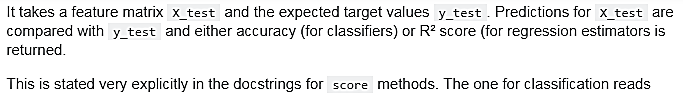 It takes a feature matrix X_test and the expected target values y_test. Predictions for X_test are
compared with y_test and either accuracy (for classifiers) or R² score (for regression estimators is
returned.
This is stated very explicitly in the docstrings for score methods. The one for classification reads